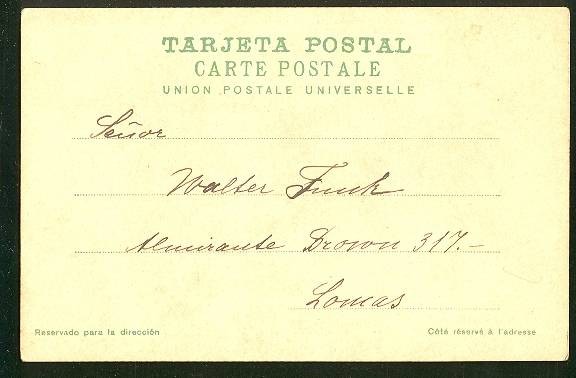 TARJETA POSTAL
CARTE POSTALE
UNION POSTALE UNIVERSELLE
Señor
Walter Funk
Almirante Brown 317.-
Lomas
Reservado para la dirección
Côté réservé à l'adresse